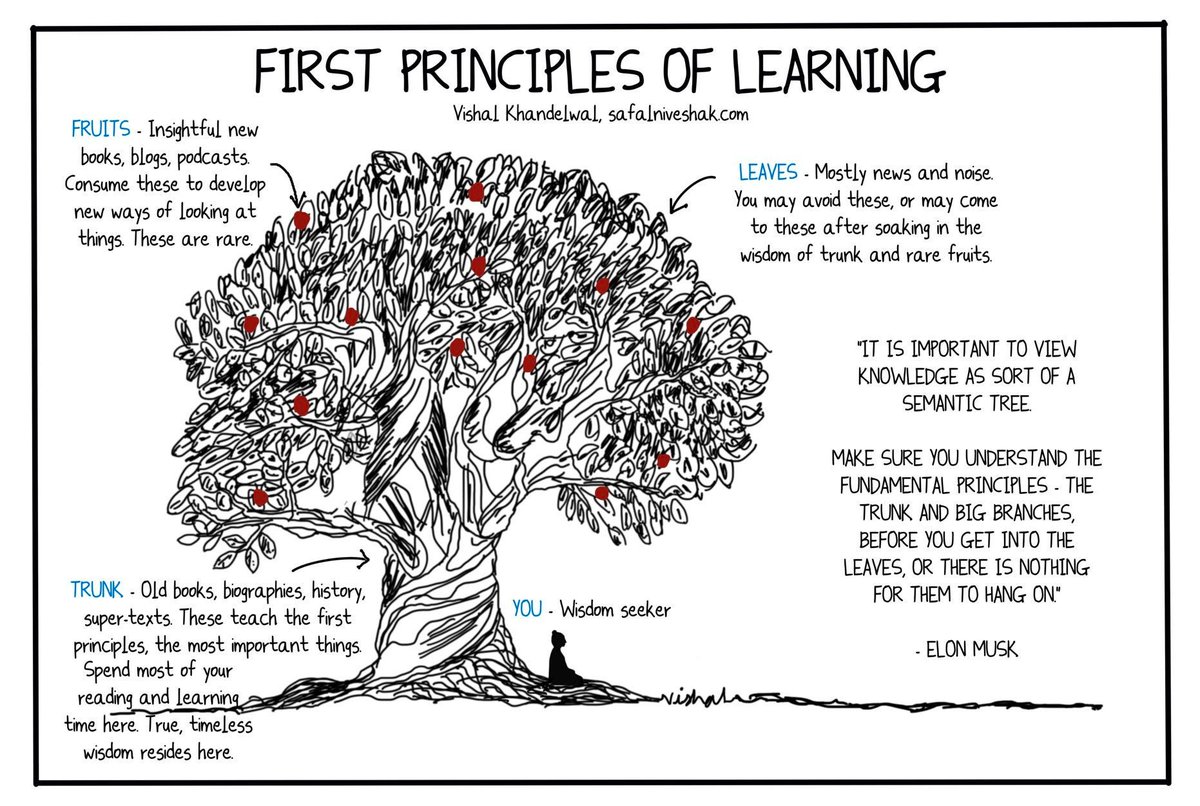 FIRST PRINCIPLES OF LEARNING
Vishal Khandelwal, safalniveshak.com
FRUITS - Insightful new
books, blogs, podcasts.
Consume these to develop
new ways of looking at
things. These are rare.
LEAVES - Mostly news and noise.
You may avoid these, or may come
to these after soaking in the
wisdom of trunk and rare fruits.
"IT IS IMPORTANT TO VIEW
KNOWLEDGE AS SORT OF A
SEMANTIC TREE.
MAKE SURE YOU UNDERSTAND THE
FUNDAMENTAL PRINCIPLES - THE
TRUNK AND BIG BRANCHES,
BEFORE YOU GET INTO THE
LEAVES, OR THERE IS NOTHING
FOR THEM TO HANG ON."
- ELON MUSK
TRUNK - Old books, biographies, history,
super-texts. These teach the first
principles, the most important things.
Spend most of your
reading and learning
time here. True, timeless
wisdom resides here.
YOU - Wisdom seeker
vishal